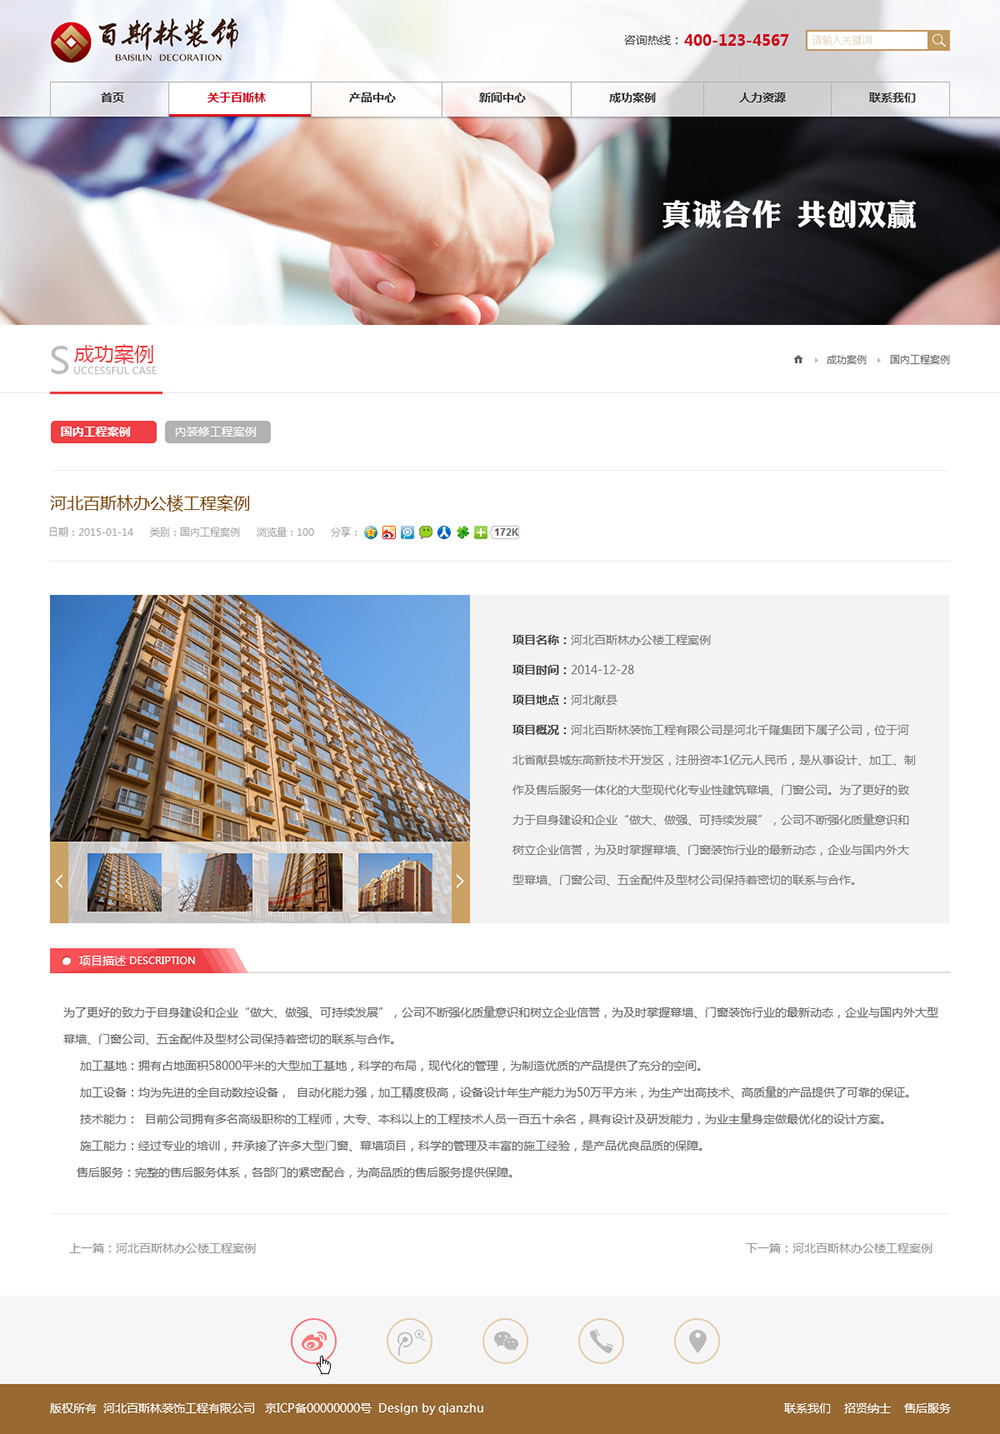 百斯林装饰
BAISILIN DECORATION
咨询热线：400-123-4567
请输入关键词
首页 关于百斯林 产品中心 新闻中心 成功案例 人力资源 联系我们
真诚合作 共创双赢
成功案例
SUCCESSFUL CASE
成功案例 国内工程案例
国内工程案例 内装修工程案例
河北百斯林办公楼工程案例
日期：2015-01-14 类别：国内工程案例 浏览量：100 分享： 172K
项目名称：河北百斯林办公楼工程案例
项目时间：2014-12-28
项目地点：河北献县
项目概况：河北百斯林装饰工程有限公司是河北千隆集团下属子公司，位于河
北省献县城东高新技术开发区，注册资本1亿元人民币，是从事设计、加工、制
作及售后服务一体化的大型现代化专业性建筑幕墙、门窗公司。为了更好的致
力于自身建设和企业“做大、做强、可持续发展”，公司不断强化质量意识和
树立企业信誉，为及时掌握幕墙、门窗装饰行业的最新动态，企业与国内外大
型幕墙、门窗公司、五金配件及型材公司保持着密切的联系与合作。
项目描述 DESCRIPTION
为了更好的致力于自身建设和企业“做大、做强、可持续发展”，公司不断强化质量意识和树立企业信誉，为及时掌握幕墙、门窗装饰行业的最新动态，企业与国内外大型
幕墙、门窗公司、五金配件及型材公司保持着密切的联系与合作。
加工基地：拥有占地面积58000平米的大型加工基地，科学的布局，现代化的管理，为制造优质的产品提供了充分的空间。
加工设备：均为先进的全自动数控设备， 自动化能力强，加工精度极高，设备设计年生产能力为50万平方米，为生产出高技术、高质量的产品提供了可靠的保证。
技术能力： 目前公司拥有多名高级职称的工程师，大专、本科以上的工程技术人员一百五十余名，具有设计及研发能力，为业主量身定做最优化的设计方案。
施工能力：经过专业的培训，并承接了许多大型门窗、幕墙项目，科学的管理及丰富的施工经验，是产品优良品质的保障。
售后服务：完整的售后服务体系，各部门的紧密配合，为高品质的售后服务提供保障。
上一篇：河北百斯林办公楼工程案例 下一篇：河北百斯林办公楼工程案例
版权所有 河北百斯林装饰工程有限公司 京ICP备00000000号 Design by qianzhu 联系我们 招贤纳士 售后服务